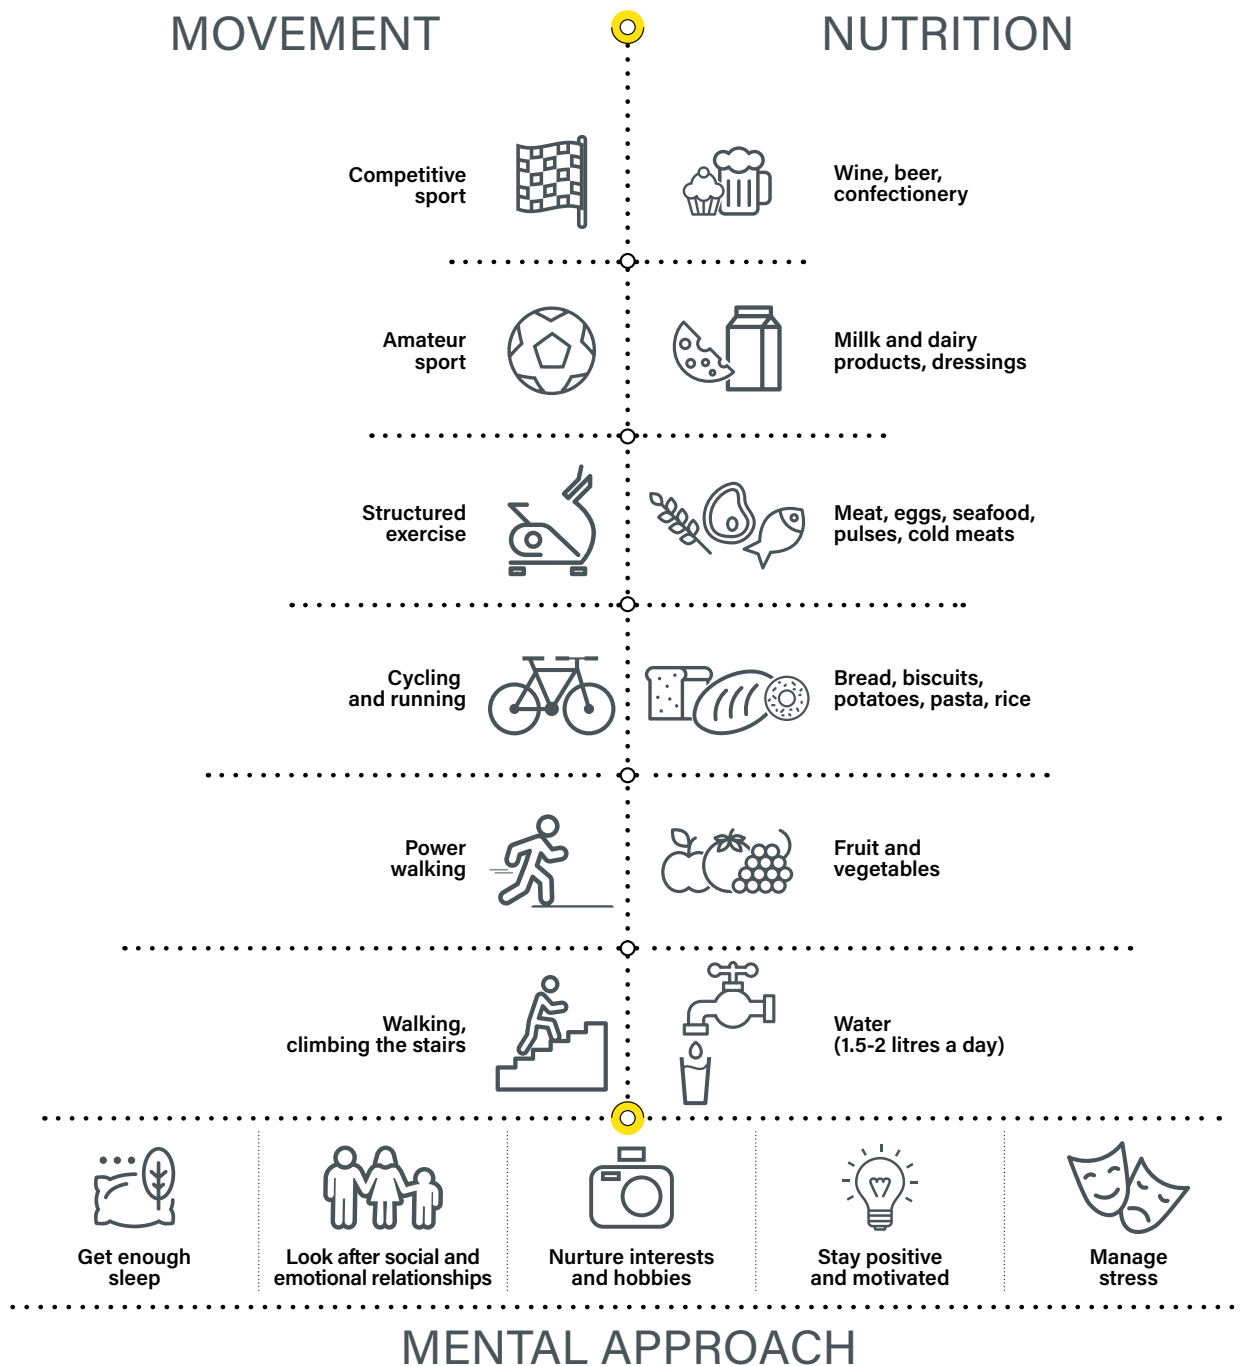 MOVEMENT
NUTRITION
Competitive
sport
Wine, beer,
confectionery
Amateur
sport
Millk and dairy
products, dressings
Structured
exercise
Meat, eggs, seafood,
pulses, cold meats
Cycling
and running
Bread, biscuits,
potatoes, pasta, rice
Power
walking
Fruit and
vegetables
Walking,
climbing the stairs
Water
(1.5-2 litres a day)
Get enough
sleep
Look after social and
emotional relationships
Nurture interests
and hobbies
Stay positive
and motivated
Manage
stress
MENTAL APPROACH